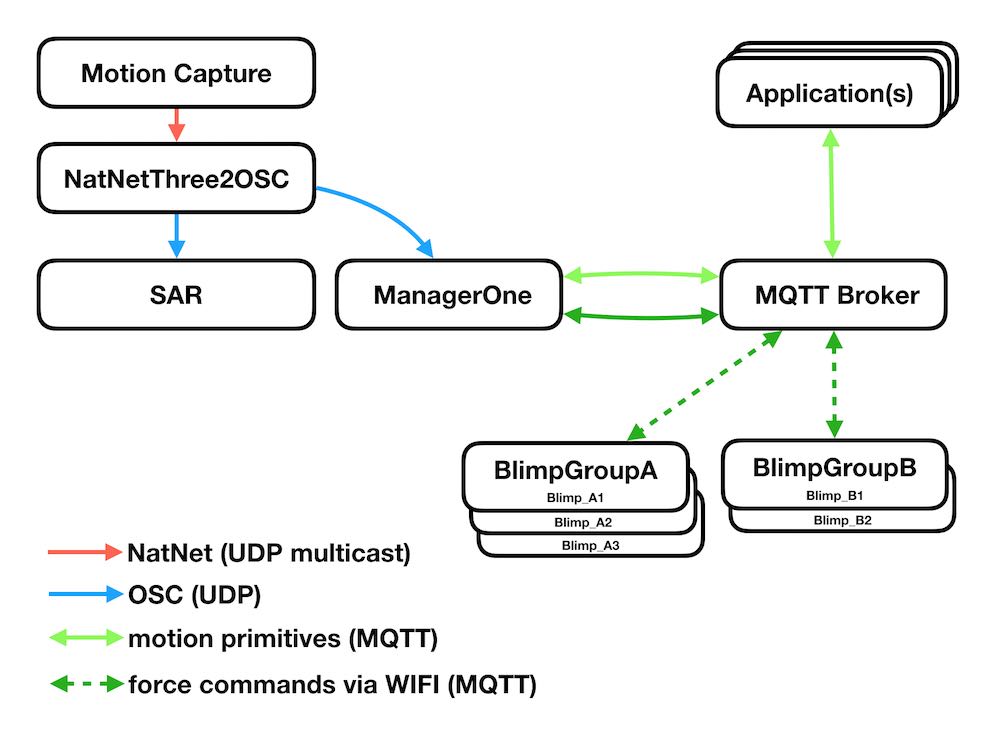 Motion Capture
Application(s)
NatNetThree2OSC
SAR
ManagerOne
MQTT Broker
BlimpGroupA
Blimp_A1
Blimp_A2
Blimp_A3
BlimpGroupB
Blimp_B1
Blimp_B2
NatNet (UDP multicast)
OSC (UDP)
motion primitives (MQTT)
force commands via WIFI (MQTT)